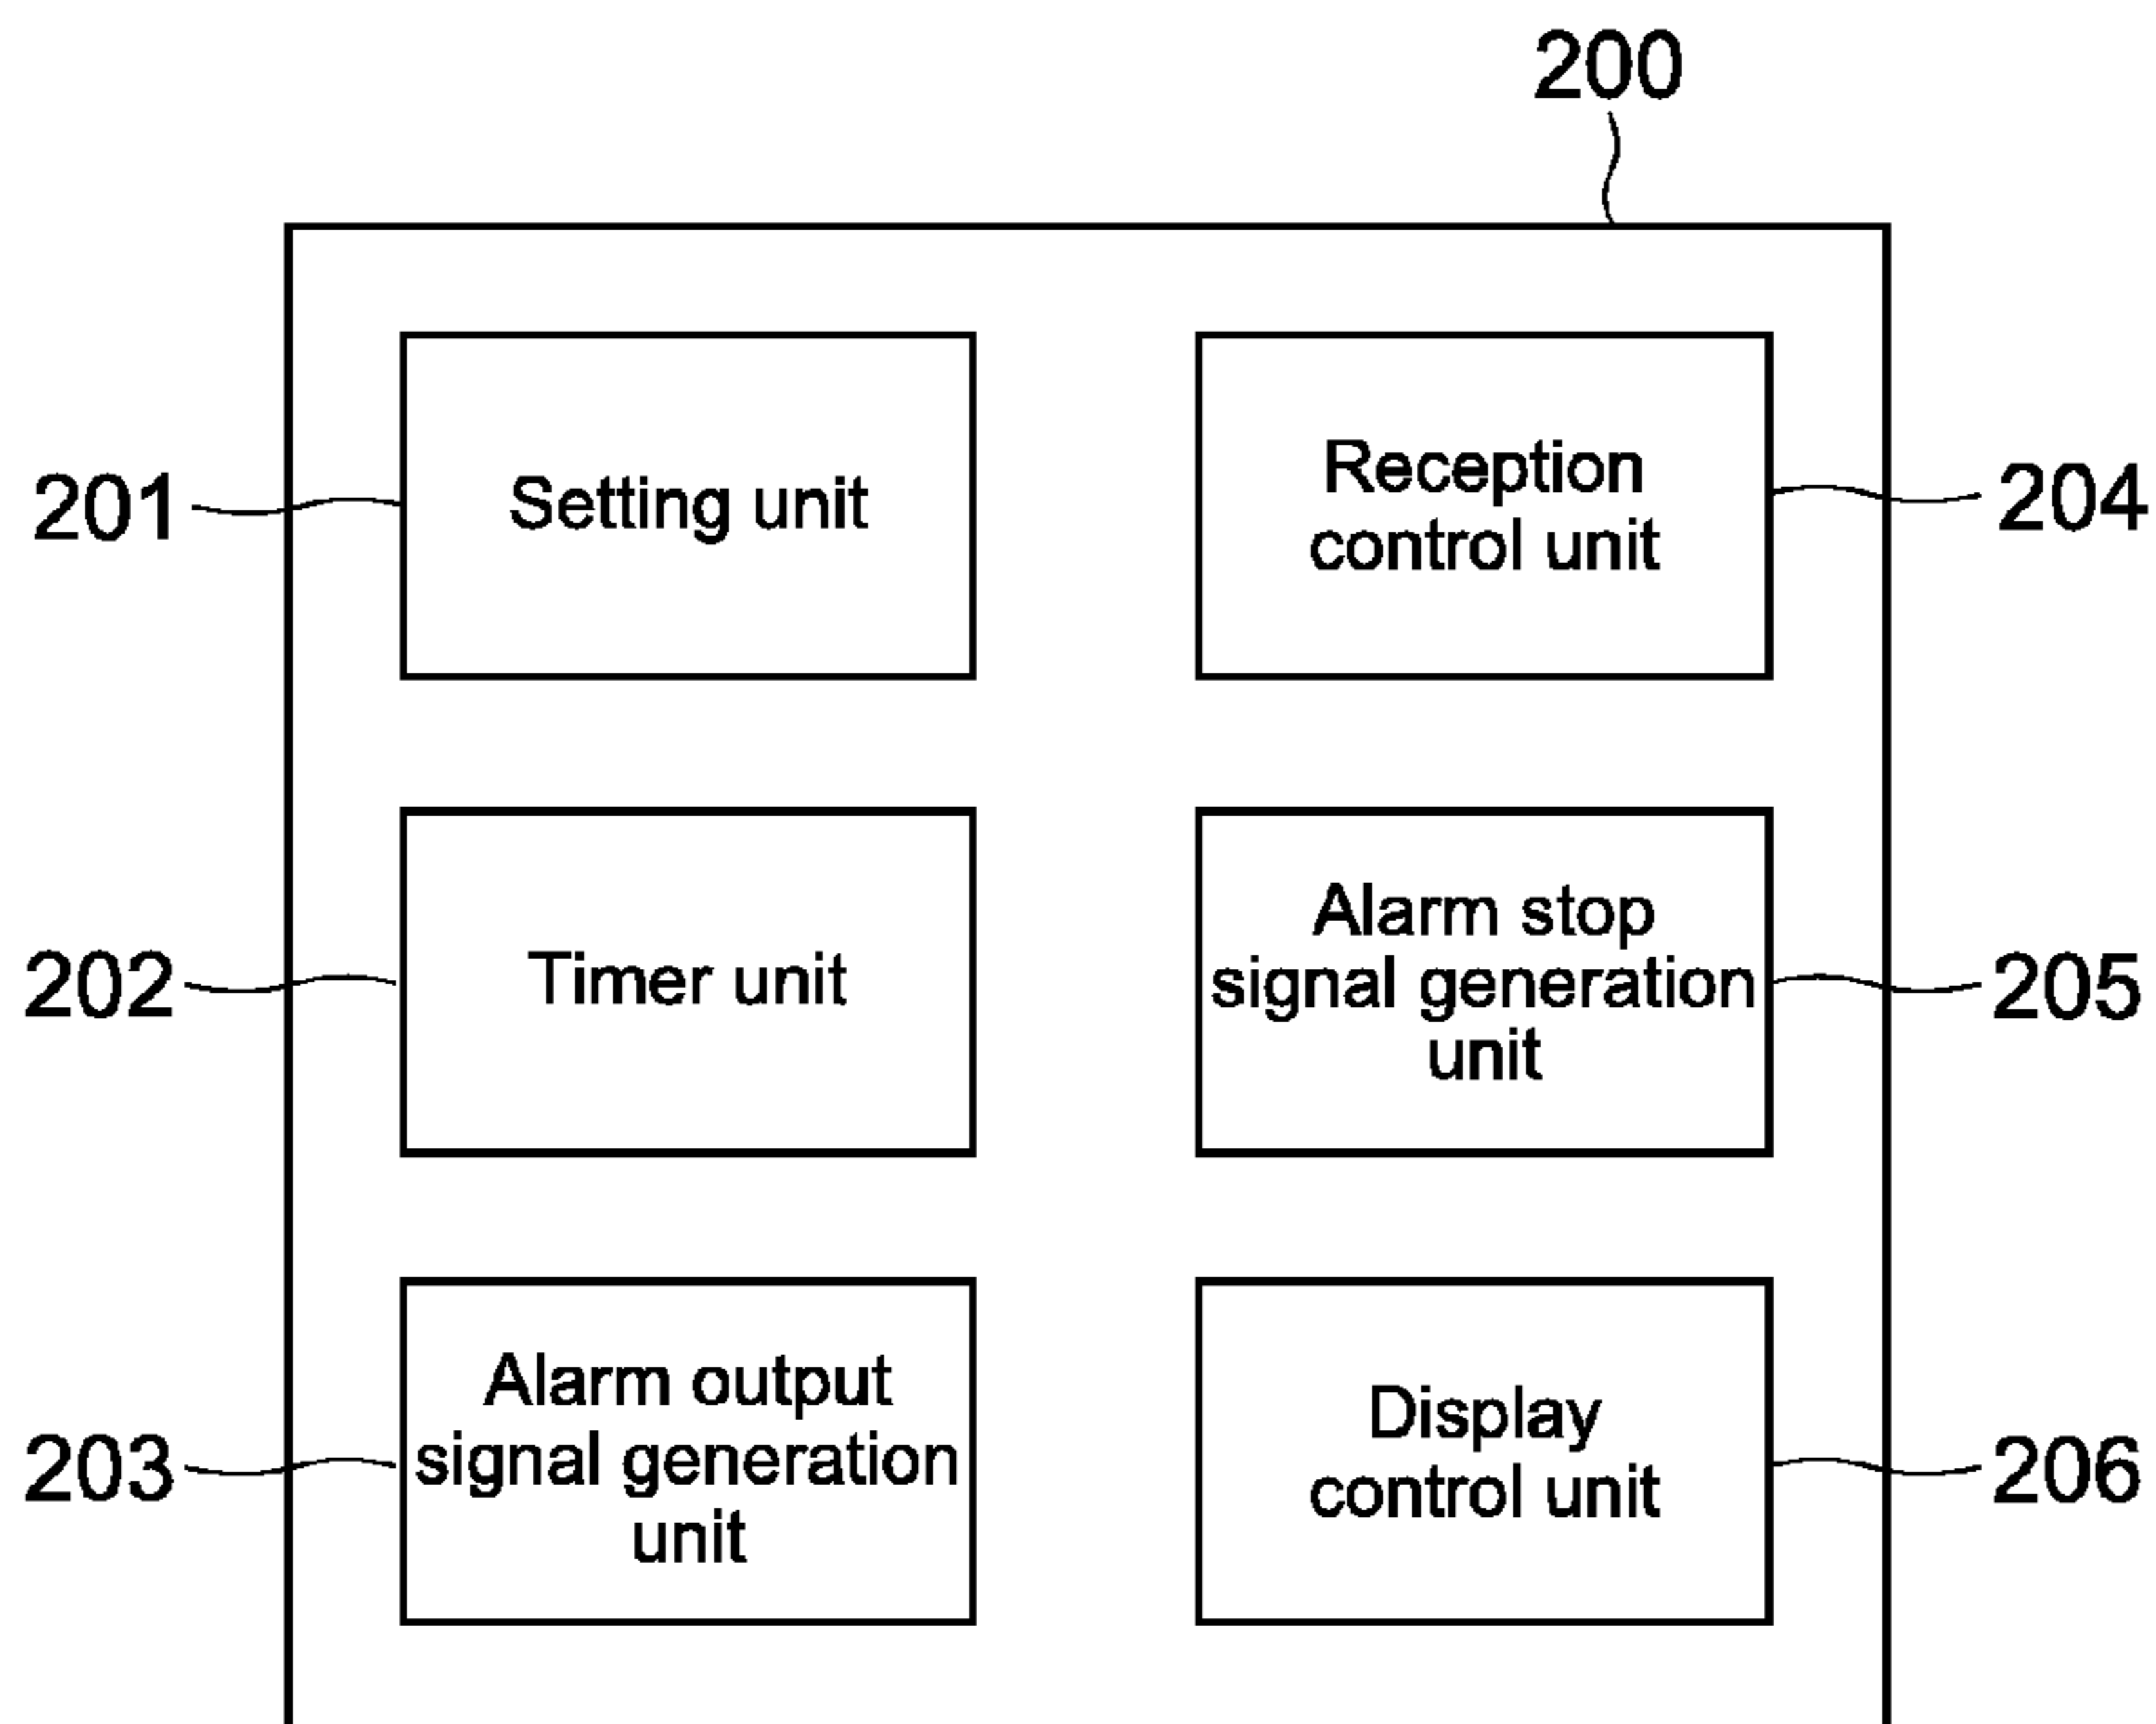 200
201
Setting unit
Reception
control unit
204
202
Timer unit
Alarm stop
signal generation
unit
205
203
Alarm output
signal generation
unit
Display
control unit
206